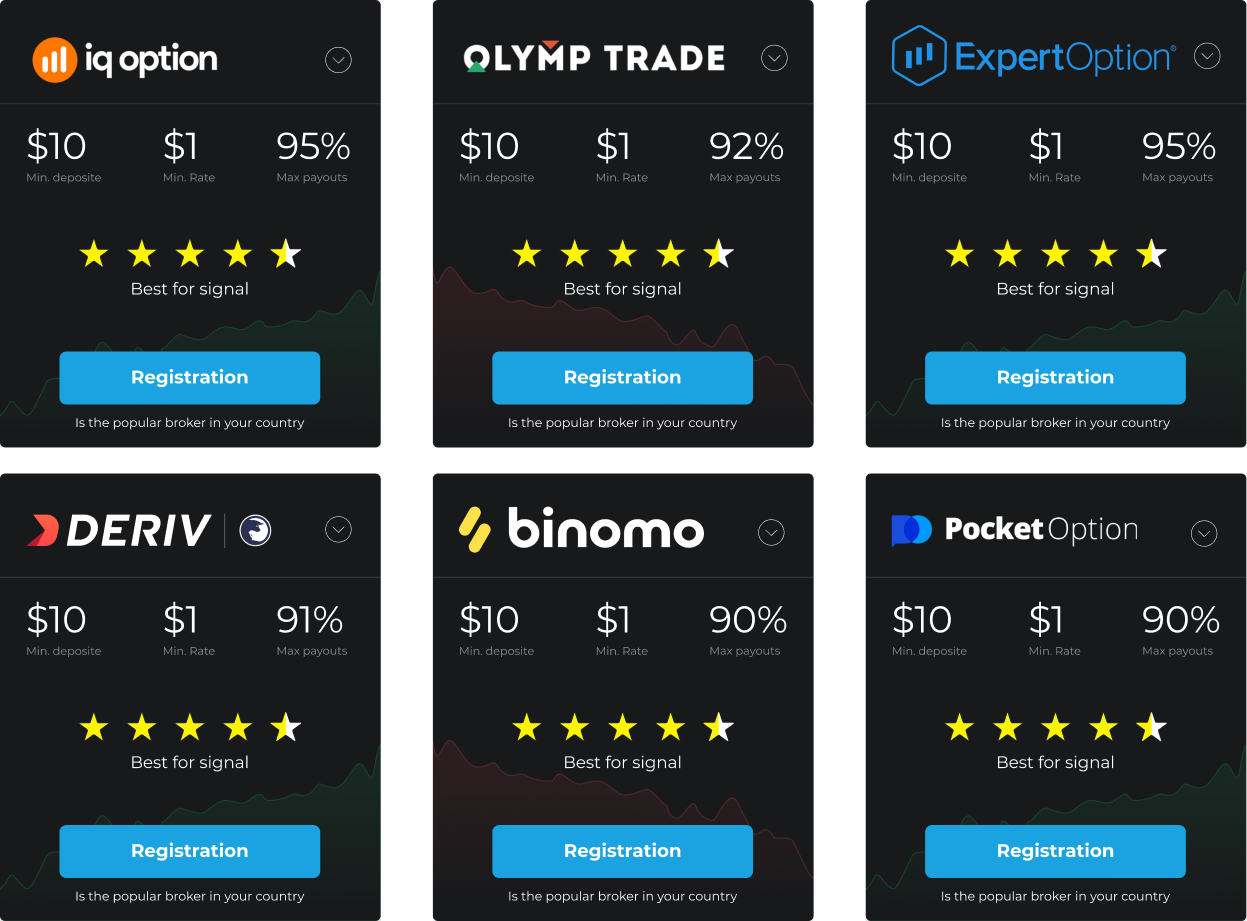 iq option
$10 $1 95%
Min. deposite Min. Rate Max payouts
Best for signal
Registration
Is the popular broker in your country
OLYMP TRADE
$10 $1 92%
Min. deposite Min. Rate Max payouts
Best for signal
Registration
Is the popular broker in your country
ExpertOption®
$10 $1 95%
Min. deposite Min. Rate Max payouts
Best for signal
Registration
Is the popular broker in your country
DERIV
$10 $1 91%
Min. deposite Min. Rate Max payouts
Best for signal
Registration
Is the popular broker in your country
binomo
$10 $1 90%
Min. deposite Min. Rate Max payouts
Best for signal
Registration
Is the popular broker in your country
PocketOption
$10 $1 90%
Min. deposite Min. Rate Max payouts
Best for signal
Registration
Is the popular broker in your country